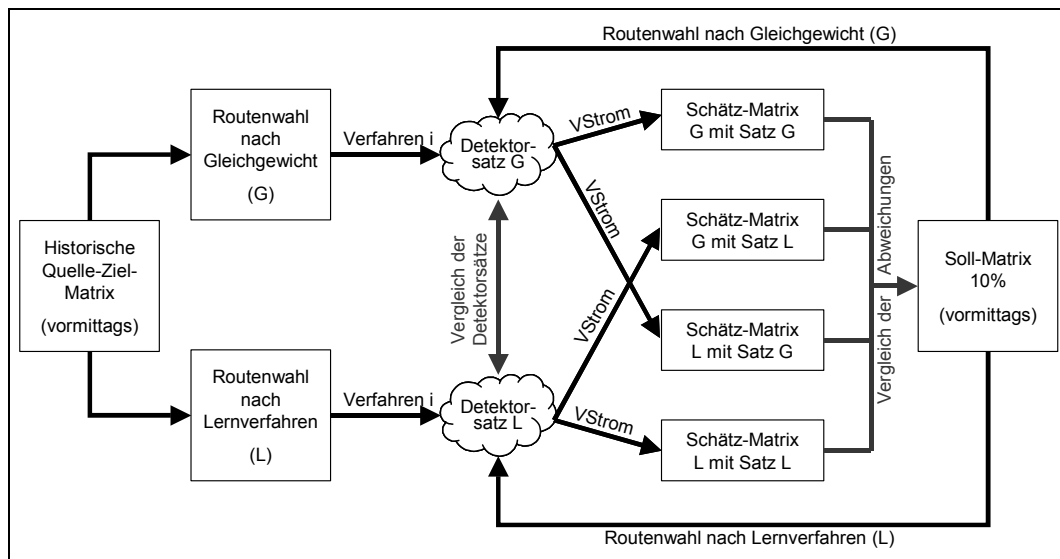 Routenwahl nach Gleichgewicht (G)
Routenwahl
nach
Gleichgewicht
(G)
Verfahren i
Detektor-
satz G
VStrom
VStrom
Schätz-Matrix
G mit Satz G
Historische
Quelle-Ziel-
Matrix
(vormittags)
Vergleich der
Detektorsätze
Schätz-Matrix
G mit Satz L
Vergleich der Abweichungen
Soll-Matrix
10%
(vormittags)
VStrom
Schätz-Matrix
L mit Satz G
Routenwahl
nach
Lernverfahren
(L)
Verfahren i
Detektor-
satz L
VStrom
Schätz-Matrix
L mit Satz L
Routenwahl nach Lernverfahren (L)